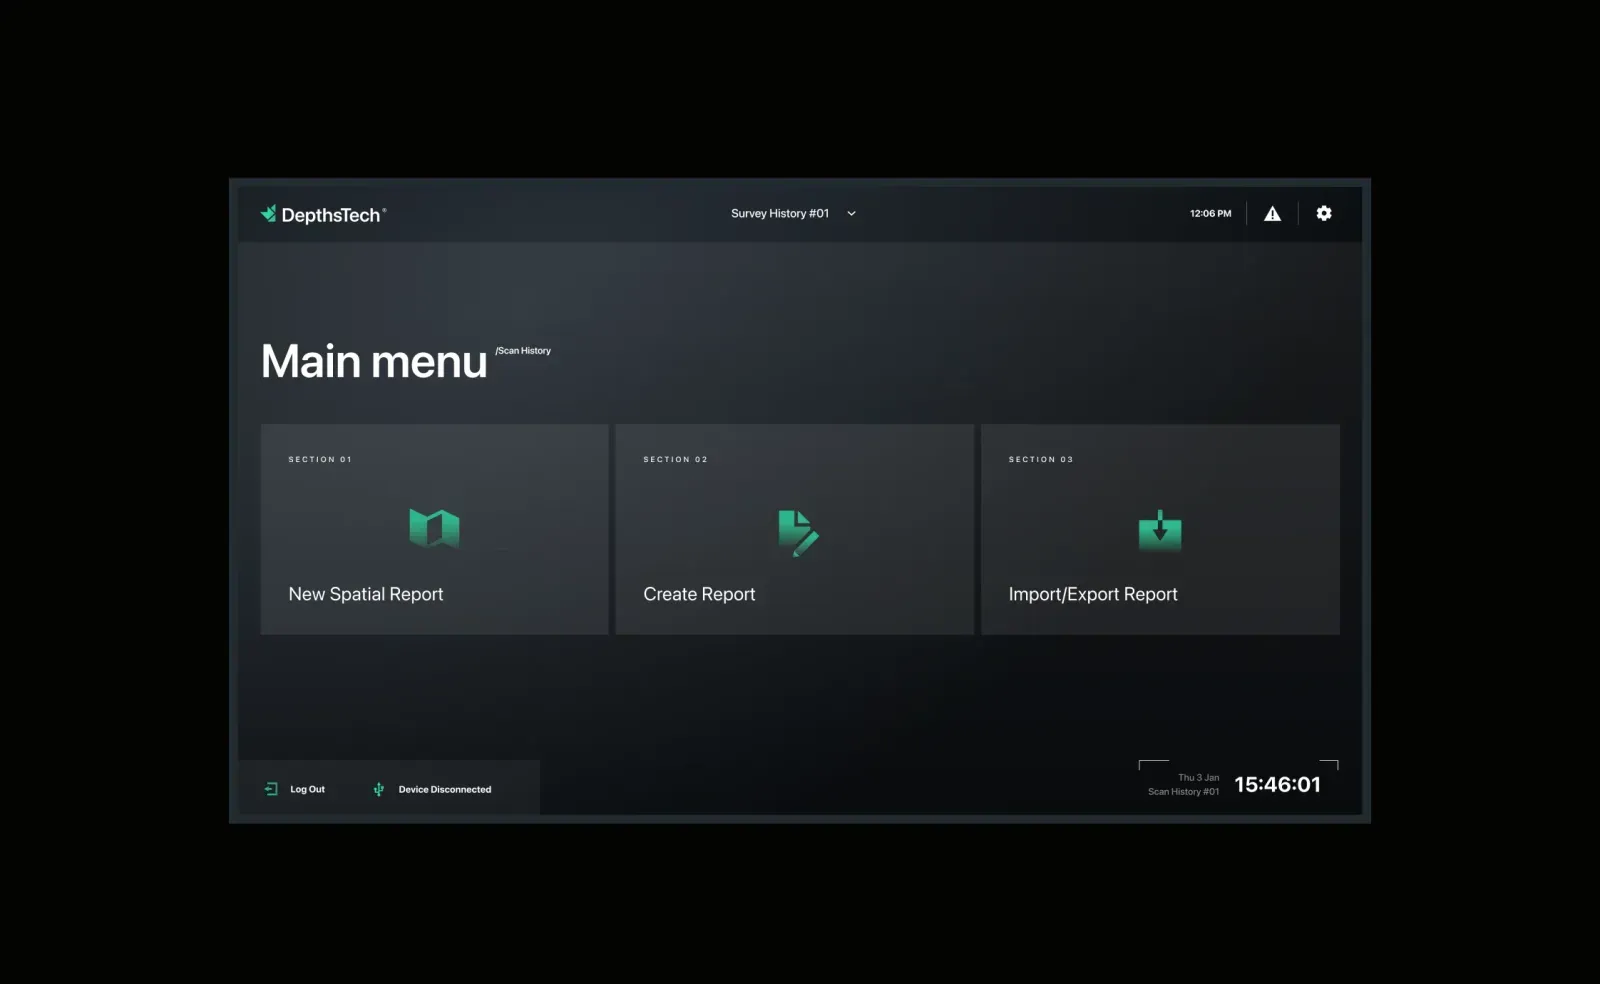 DepthsTech®
Survey History #01
12:06 PM
Main menu /Scan History
SECTION 01
New Spatial Report
SECTION 02
Create Report
SECTION 03
Import/Export Report
Log Out
Device Disconnected
Thu 3 Jan
Scan History #01
15:46:01